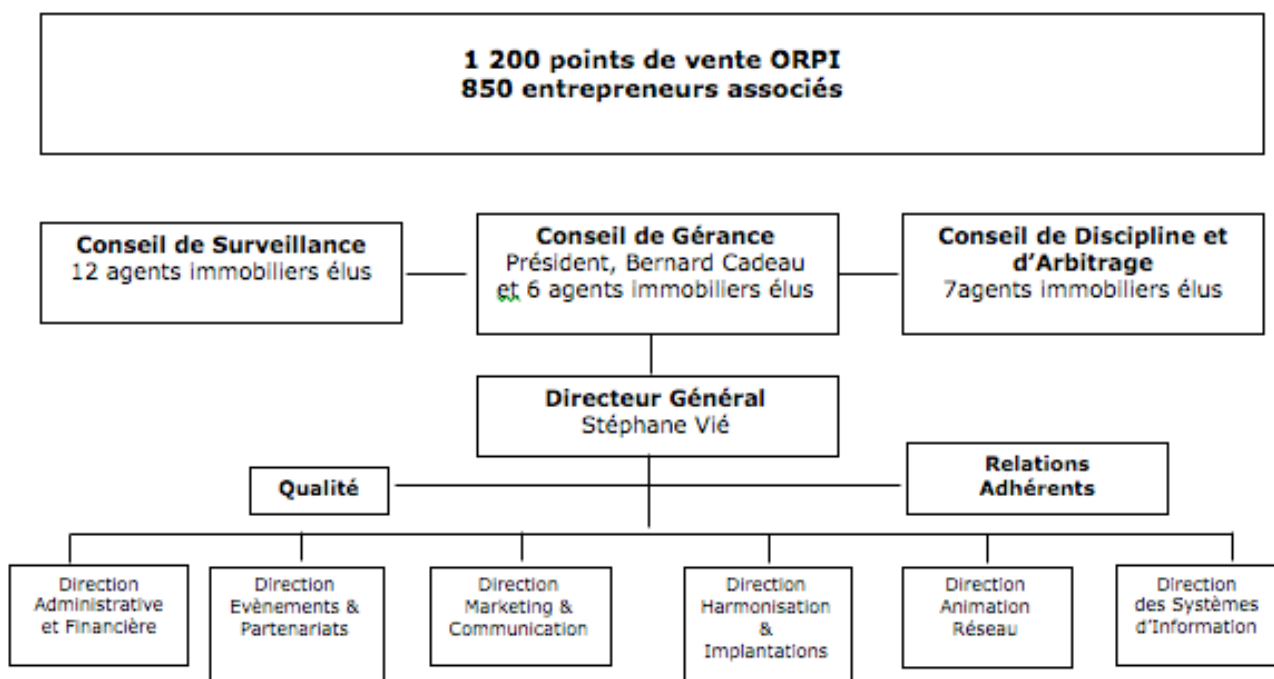 1 200 points de vente ORPI
850 entrepreneurs associés
Conseil de Surveillance
12 agents immobiliers élus
Conseil de Gérance
Président, Bernard Cadeau
et 6 agents immobiliers élus
Conseil de Discipline et
d'Arbitrage
7agents immobiliers élus
Directeur Général
Stéphane Vié
Qualité
Relations
Adhérents
Direction
Administrative
et Financière
Direction
Evènements &
Partenariats
Direction
Marketing &
Communication
Direction
Harmonisation
&
Implantations
Direction
Animation
Réseau
Direction
des Systèmes
d'Information